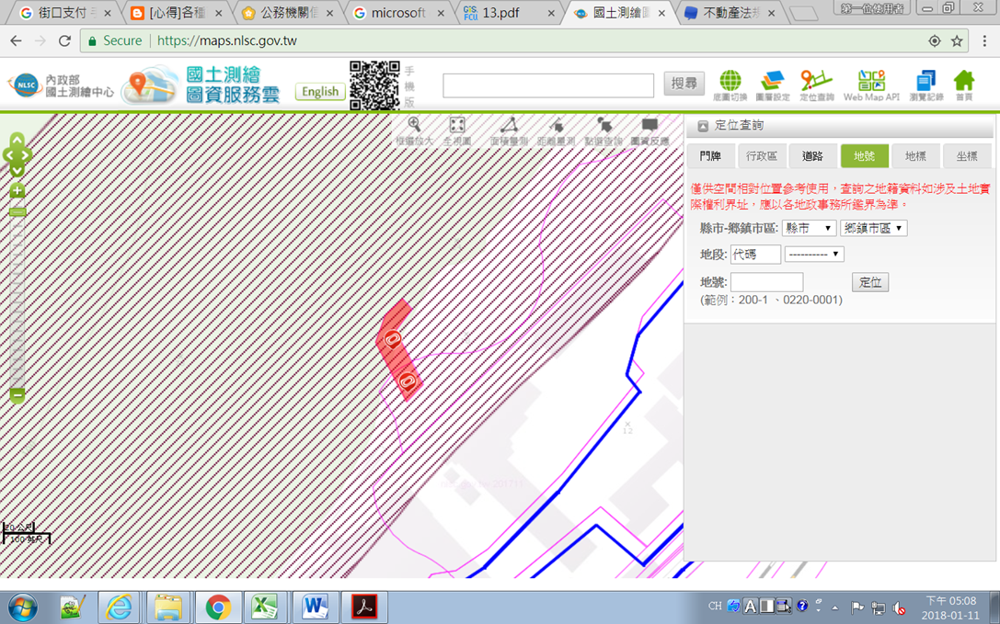 街口支付 手
[心得]各種
公務機關信
microsoft
13.pdf
國土測繪圖
不動產法規
第一位使用者
Secure
https://maps.nlsc.gov.tw
NLSC
內政部
國土測繪中心
國土測繪
圖資服務雲
English
手機版
搜尋
底圖切換
圖層設定
定位查詢
Web Map API
瀏覽記錄
首頁
框選放大
全視圖
面積量測
距離量測
點選查詢
圖資反應
定位查詢
門牌
行政區
道路
地號
地標
坐標
僅供空間相對位置參考使用，查詢之地籍資料如涉及土地實
際權利界址，應以各地政事務所鑑界為準。
縣市-鄉鎮市區: 縣市 鄉鎮市區
地段: 代碼 ----------
地號: 定位
(範例：200-1 、0220-0001)
12
20 公尺
100 英呎
CH
下午 05:08
2018-01-11